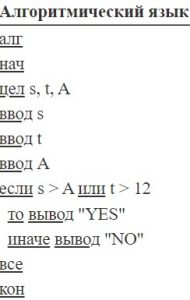 Алгоритмический язык
алг
нач
цел s, t, A
ввод s
ввод t
ввод A
если s > A или t > 12
то вывод "YES"
иначе вывод "NO"
все
кон